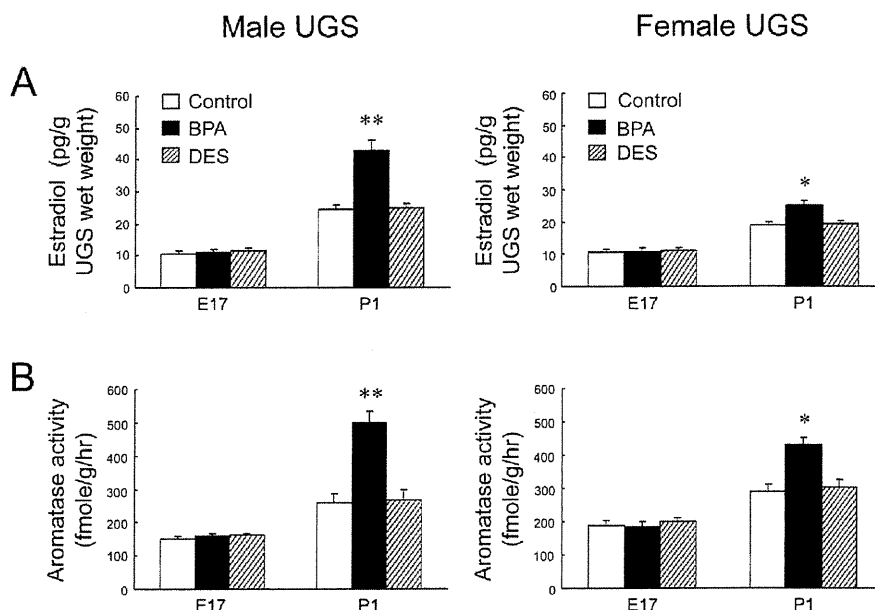 Male UGS
Female UGS
A
Estradiol (pg/g
UGS wet weight)
60
50
40
30
20
10
0
Control
BPA
DES
**
E17
P1
Estradiol (pg/g
UGS wet weight)
60
50
40
30
20
10
0
Control
BPA
DES
*
E17
P1
B
Aromatase activity
(fmole/g/hr)
600
500
400
300
200
100
0
**
E17
P1
Aromatase activity
(fmole/g/hr)
600
500
400
300
200
100
0
*
E17
P1